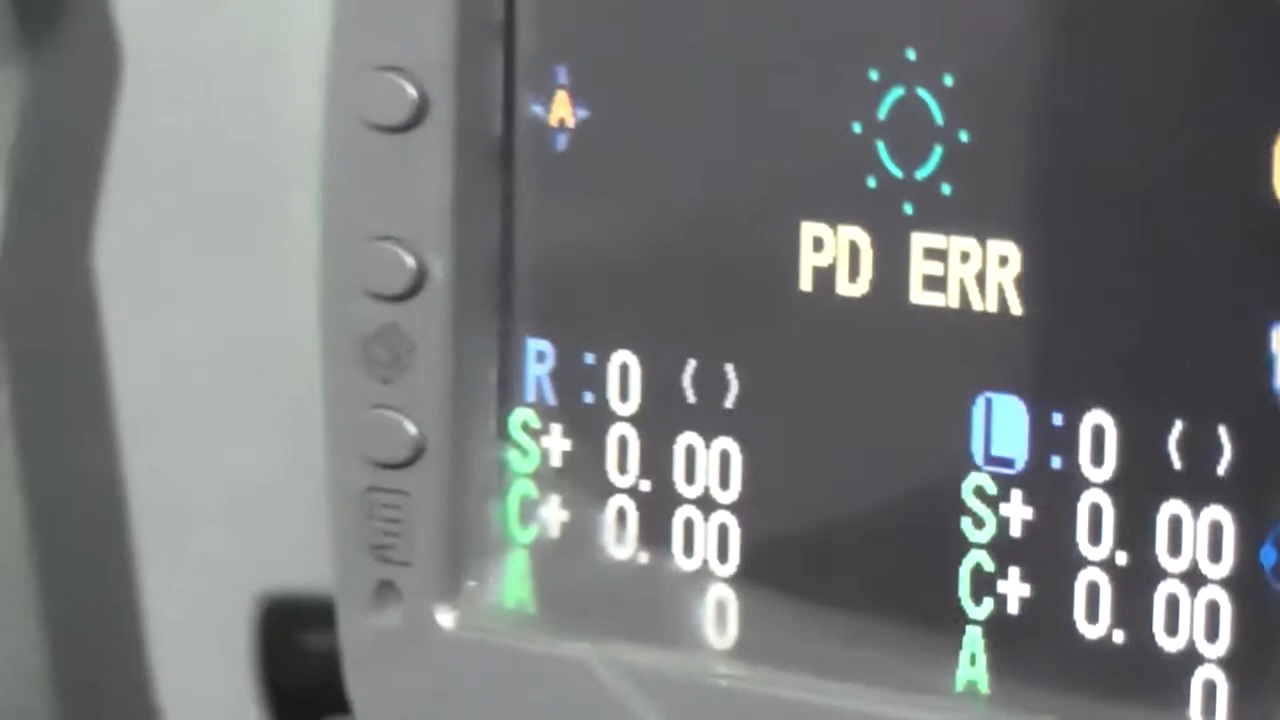 A
PD ERR
R :0 ( )
S+ 0.00
C+ 0.00
A 0
L :0 ( )
S+ 0.00
C+ 0.00
A 0